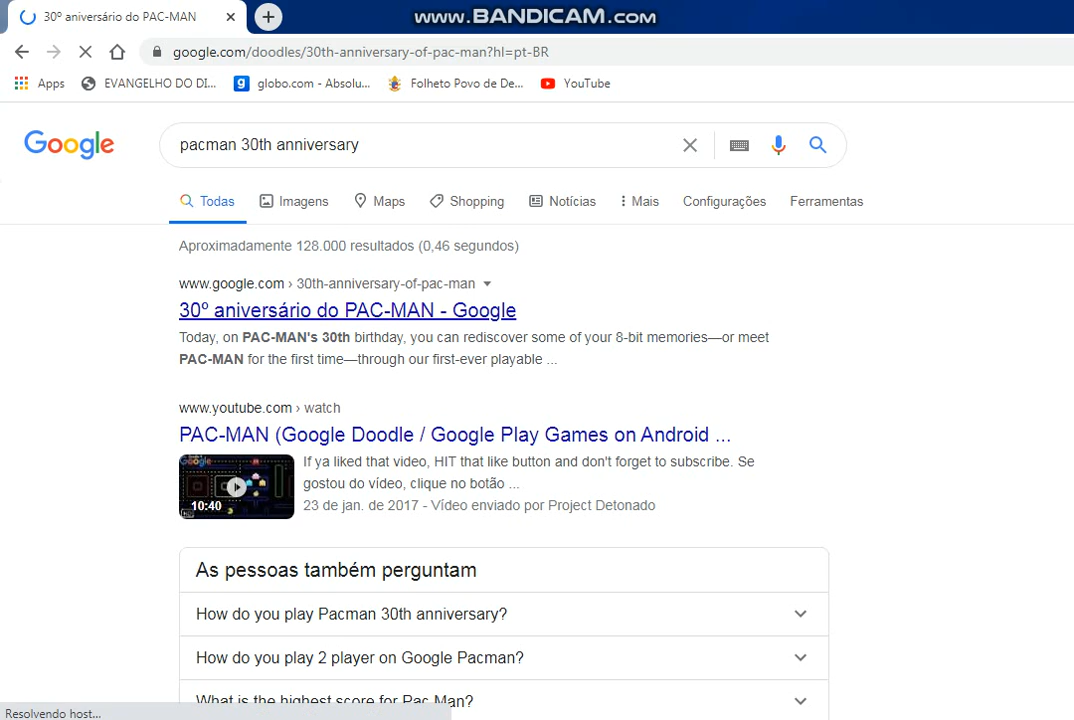 www.BANDICAM.com
30º aniversário do PAC-MAN
google.com/doodles/30th-anniversary-of-pac-man?hl=pt-BR
Apps EVANGELHO DO DI... globo.com - Absolu... Folheto Povo de De... YouTube
Google pacman 30th anniversary
Todas Imagens Maps Shopping Notícias Mais Configurações Ferramentas
Aproximadamente 128.000 resultados (0,46 segundos)
www.google.com › 30th-anniversary-of-pac-man
30º aniversário do PAC-MAN - Google
Today, on PAC-MAN's 30th birthday, you can rediscover some of your 8-bit memories—or meet
PAC-MAN for the first time—through our first-ever playable ...
www.youtube.com › watch
PAC-MAN (Google Doodle / Google Play Games on Android ...
If ya liked that video, HIT that like button and don't forget to subscribe. Se
gostou do vídeo, clique no botão ...
10:40
23 de jan. de 2017 - Vídeo enviado por Project Detonado
As pessoas também perguntam
How do you play Pacman 30th anniversary?
How do you play 2 player on Google Pacman?
What is the highest score for Pac Man?
Resolvendo host...